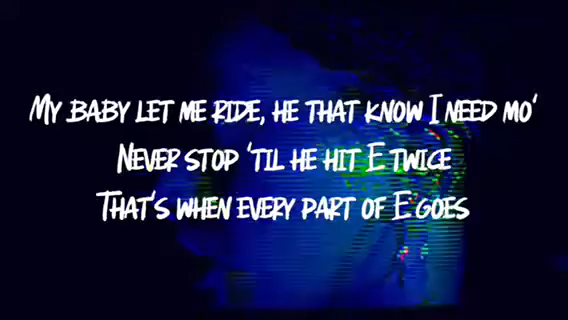 My baby let me ride, he that know I need mo'
Never stop 'til he hit E twice
That's when every part of E goes